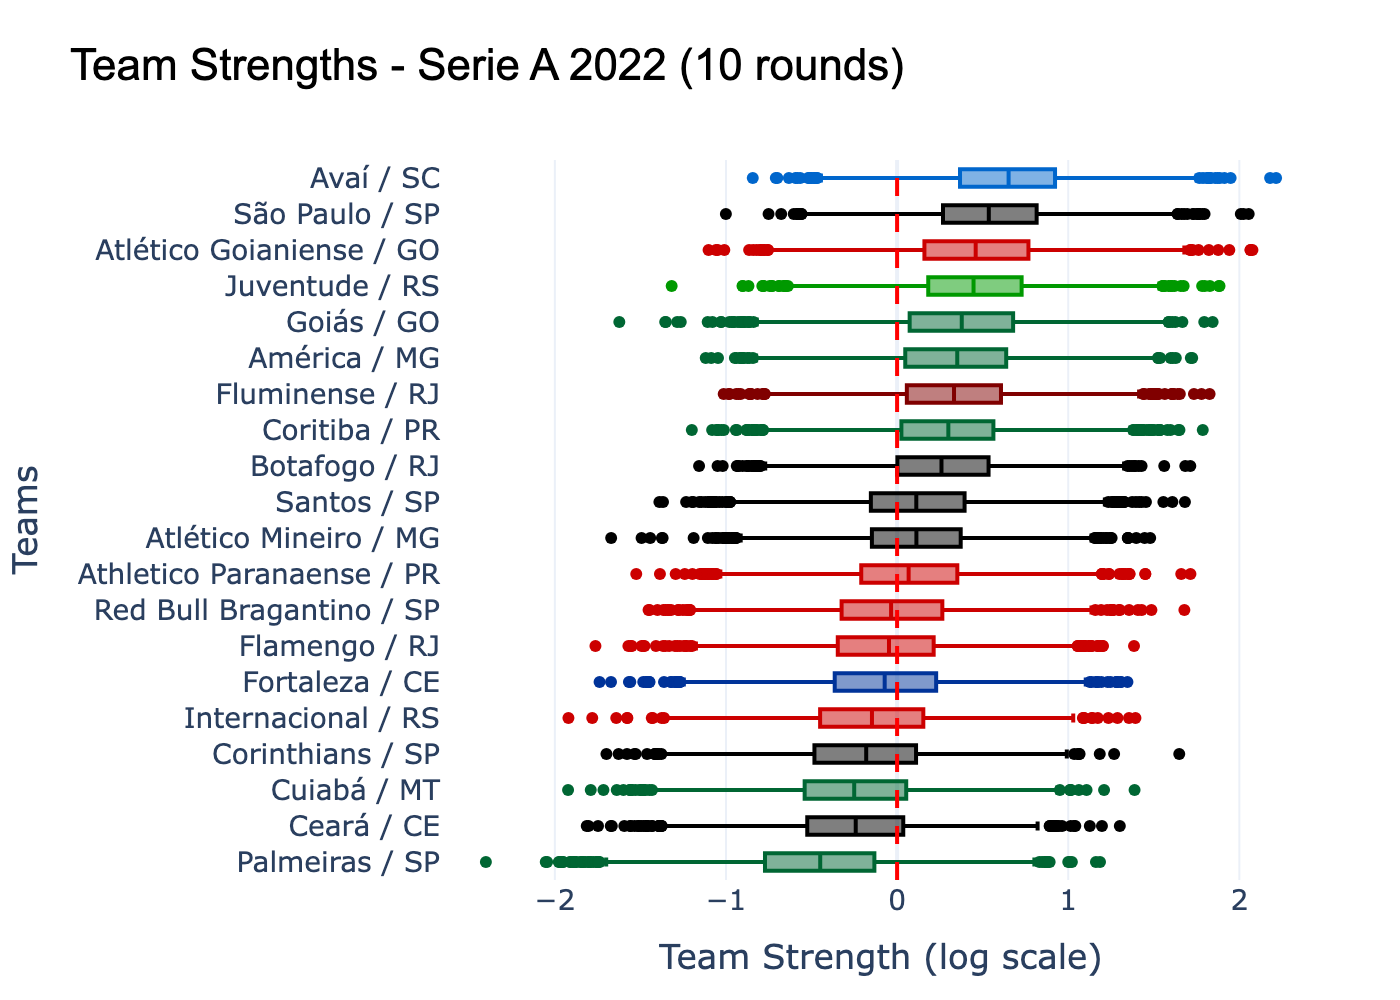 Team Strengths - Serie A 2022 (10 rounds)
Teams
Avaí / SC
São Paulo / SP
Atlético Goianiense / GO
Juventude / RS
Goiás / GO
América / MG
Fluminense / RJ
Coritiba / PR
Botafogo / RJ
Santos / SP
Atlético Mineiro / MG
Athletico Paranaense / PR
Red Bull Bragantino / SP
Flamengo / RJ
Fortaleza / CE
Internacional / RS
Corinthians / SP
Cuiabá / MT
Ceará / CE
Palmeiras / SP
−2 −1 0 1 2
Team Strength (log scale)